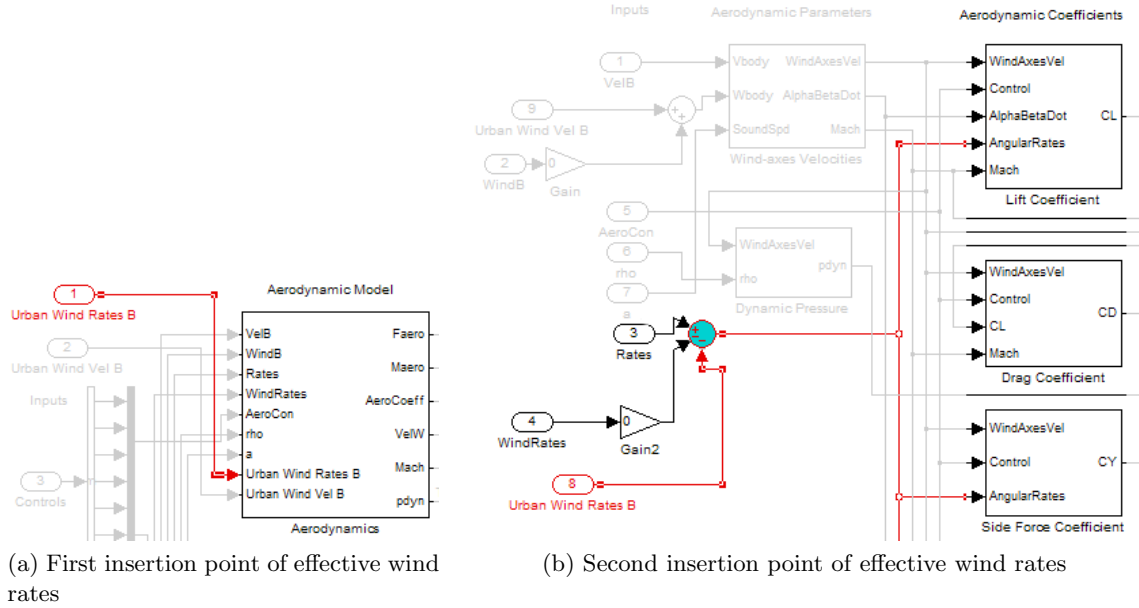 Inputs
Aerodynamic Parameters
Aerodynamic Coefficients
1
VelB
9
Urban Wind Vel B
2
WindB
0
Gain
Vbody
WindAxesVel
Wbody
AlphaBetaDot
SoundSpd
Mach
Wind-axes Velocities
WindAxesVel
Control
AlphaBetaDot
CL
AngularRates
Mach
Lift Coefficient
5
AeroCon
6
rho
7
a
WindAxesVel
pdyn
rho
Dynamic Pressure
WindAxesVel
Control
CD
CL
Mach
Drag Coefficient
3
Rates
4
WindRates
0
Gain2
8
Urban Wind Rates B
WindAxesVel
Control
CY
AngularRates
Side Force Coefficient
1
Urban Wind Rates B
2
Urban Wind Vel B
Inputs
3
Controls
Aerodynamic Model
VelB
Faero
WindB
Maero
Rates
WindRates
AeroCoeff
AeroCon
VelW
rho
a
Mach
Urban Wind Rates B
Urban Wind Vel B
pdyn
Aerodynamics
(a) First insertion point of effective wind
rates
(b) Second insertion point of effective wind rates